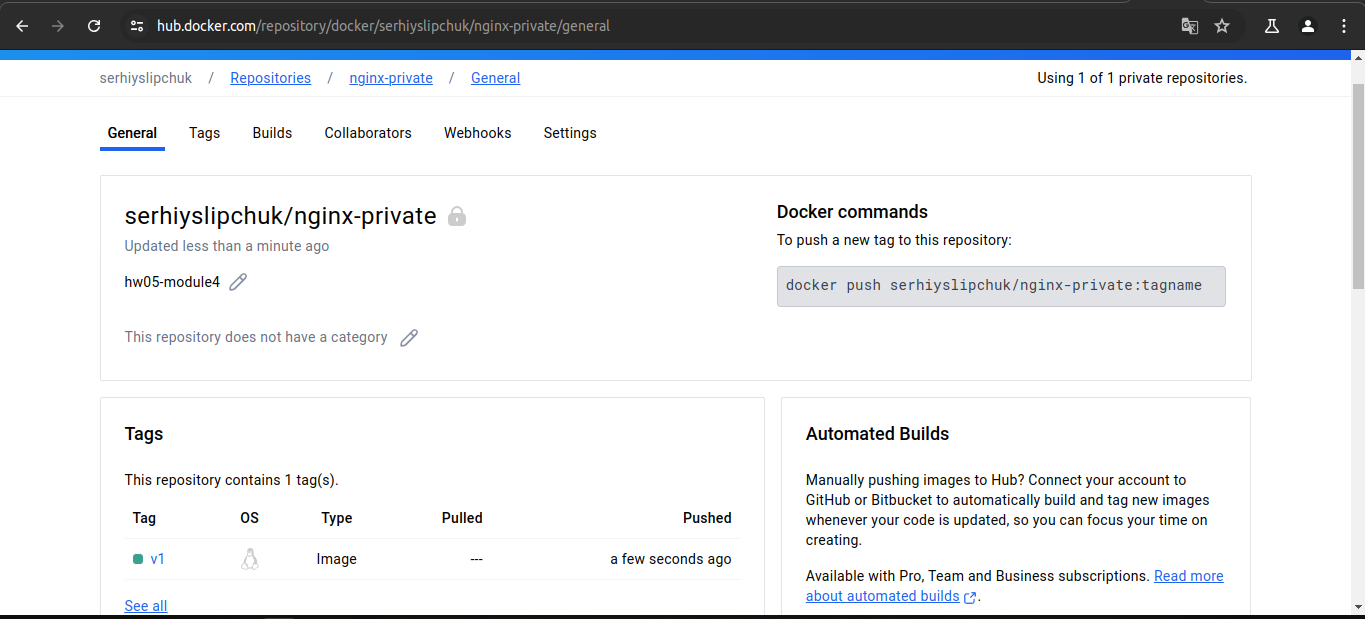 hub.docker.com/repository/docker/serhiyslipchuk/nginx-private/general
serhiyslipchuk / Repositories / nginx-private / General
Using 1 of 1 private repositories.
General Tags Builds Collaborators Webhooks Settings
serhiyslipchuk/nginx-private
Updated less than a minute ago
hw05-module4
This repository does not have a category
Docker commands
To push a new tag to this repository:
docker push serhiyslipchuk/nginx-private:tagname
Tags
This repository contains 1 tag(s).
Tag OS Type Pulled Pushed
v1 Image --- a few seconds ago
See all
Automated Builds
Manually pushing images to Hub? Connect your account to
GitHub or Bitbucket to automatically build and tag new images
whenever your code is updated, so you can focus your time on
creating.
Available with Pro, Team and Business subscriptions. Read more
about automated builds .